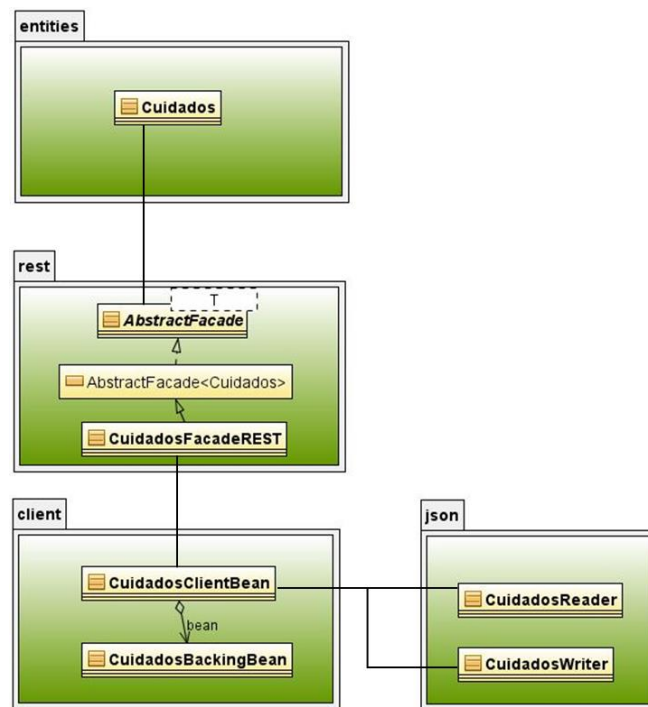 entities
Cuidados
rest
T
AbstractFacade
AbstractFacade<Cuidados>
CuidadosFacadeREST
client
CuidadosClientBean
bean
CuidadosBackingBean
json
CuidadosReader
CuidadosWriter